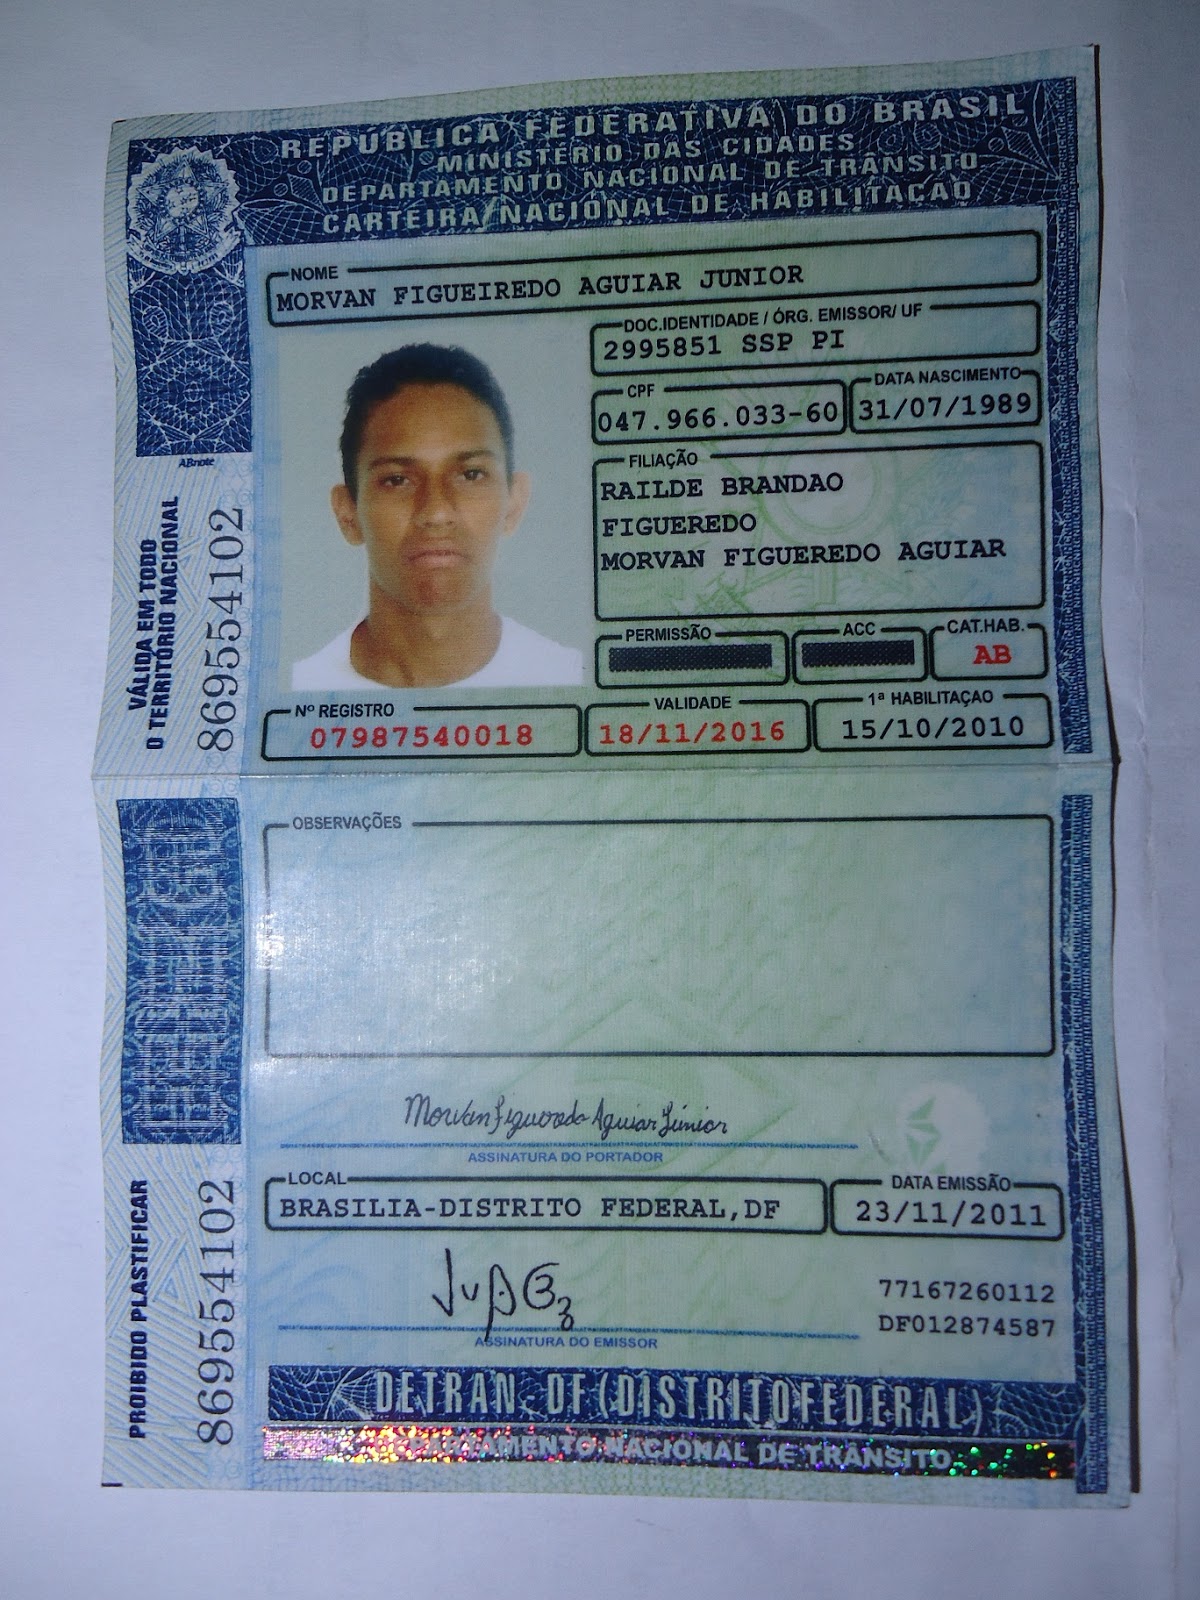 REPÚBLICA FEDERATIVA DO BRASIL
MINISTÉRIO DAS CIDADES
DEPARTAMENTO NACIONAL DE TRÂNSITO
CARTEIRA NACIONAL DE HABILITAÇÃO
NOME
MORVAN FIGUEIREDO AGUIAR JUNIOR
DOC.IDENTIDADE / ÓRG. EMISSOR/ UF
2995851 SSP PI
CPF
047.966.033-60
DATA NASCIMENTO
31/07/1989
FILIAÇÃO
RAILDE BRANDAO
FIGUEREDO
MORVAN FIGUEREDO AGUIAR
PERMISSÃO
ACC
CAT.HAB.
AB
Nº REGISTRO
07987540018
VALIDADE
18/11/2016
1ª HABILITAÇÃO
15/10/2010
ABnote
VÁLIDA EM TODO
O TERRITÓRIO NACIONAL
869554102
OBSERVAÇÕES
Morvan Figueredo Aguiar Júnior
ASSINATURA DO PORTADOR
LOCAL
BRASILIA-DISTRITO FEDERAL,DF
DATA EMISSÃO
23/11/2011
77167260112
DF012874587
ASSINATURA DO EMISSOR
PROIBIDO PLASTIFICAR
869554102
DETRAN - DF (DISTRITO FEDERAL)
DEPARTAMENTO NACIONAL DE TRÂNSITO